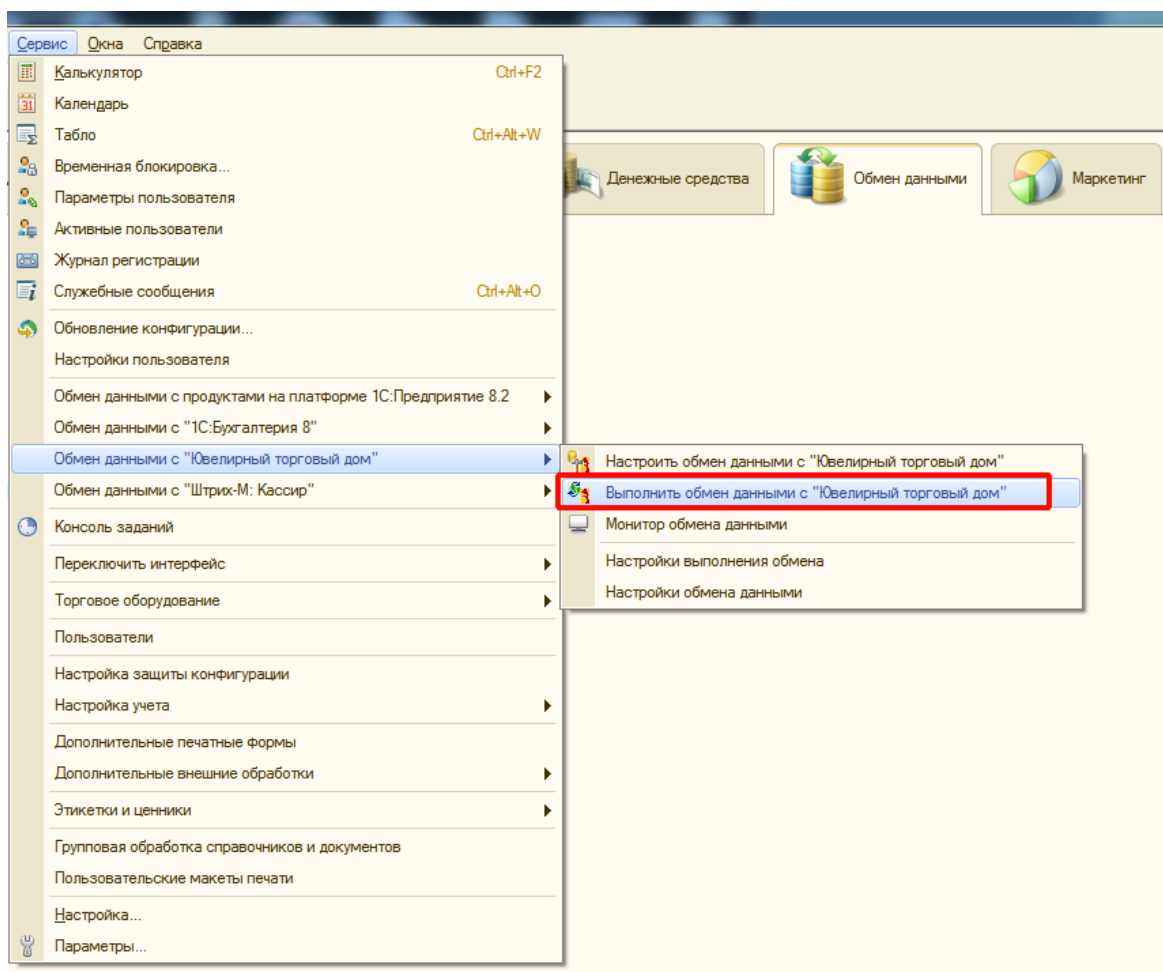 Сервис Окна Справка
Калькулятор Ctrl+F2
31 Календарь
Табло Ctrl+Alt+W
Временная блокировка...
Параметры пользователя
Активные пользователи
Журнал регистрации
Служебные сообщения Ctrl+Alt+O
Обновление конфигурации...
Настройки пользователя
Обмен данными с продуктами на платформе 1С:Предприятие 8.2
Обмен данными с "1С:Бухгалтерия 8"
Обмен данными с "Ювелирный торговый дом"
Обмен данными с "Штрих-М: Кассир"
Консоль заданий
Переключить интерфейс
Торговое оборудование
Пользователи
Настройка защиты конфигурации
Настройка учета
Дополнительные печатные формы
Дополнительные внешние обработки
Этикетки и ценники
Групповая обработка справочников и документов
Пользовательские макеты печати
Настройка...
Параметры...
Денежные средства Обмен данными Маркетинг
Настроить обмен данными с "Ювелирный торговый дом"
Выполнить обмен данными с "Ювелирный торговый дом"
Монитор обмена данными
Настройки выполнения обмена
Настройки обмена данными